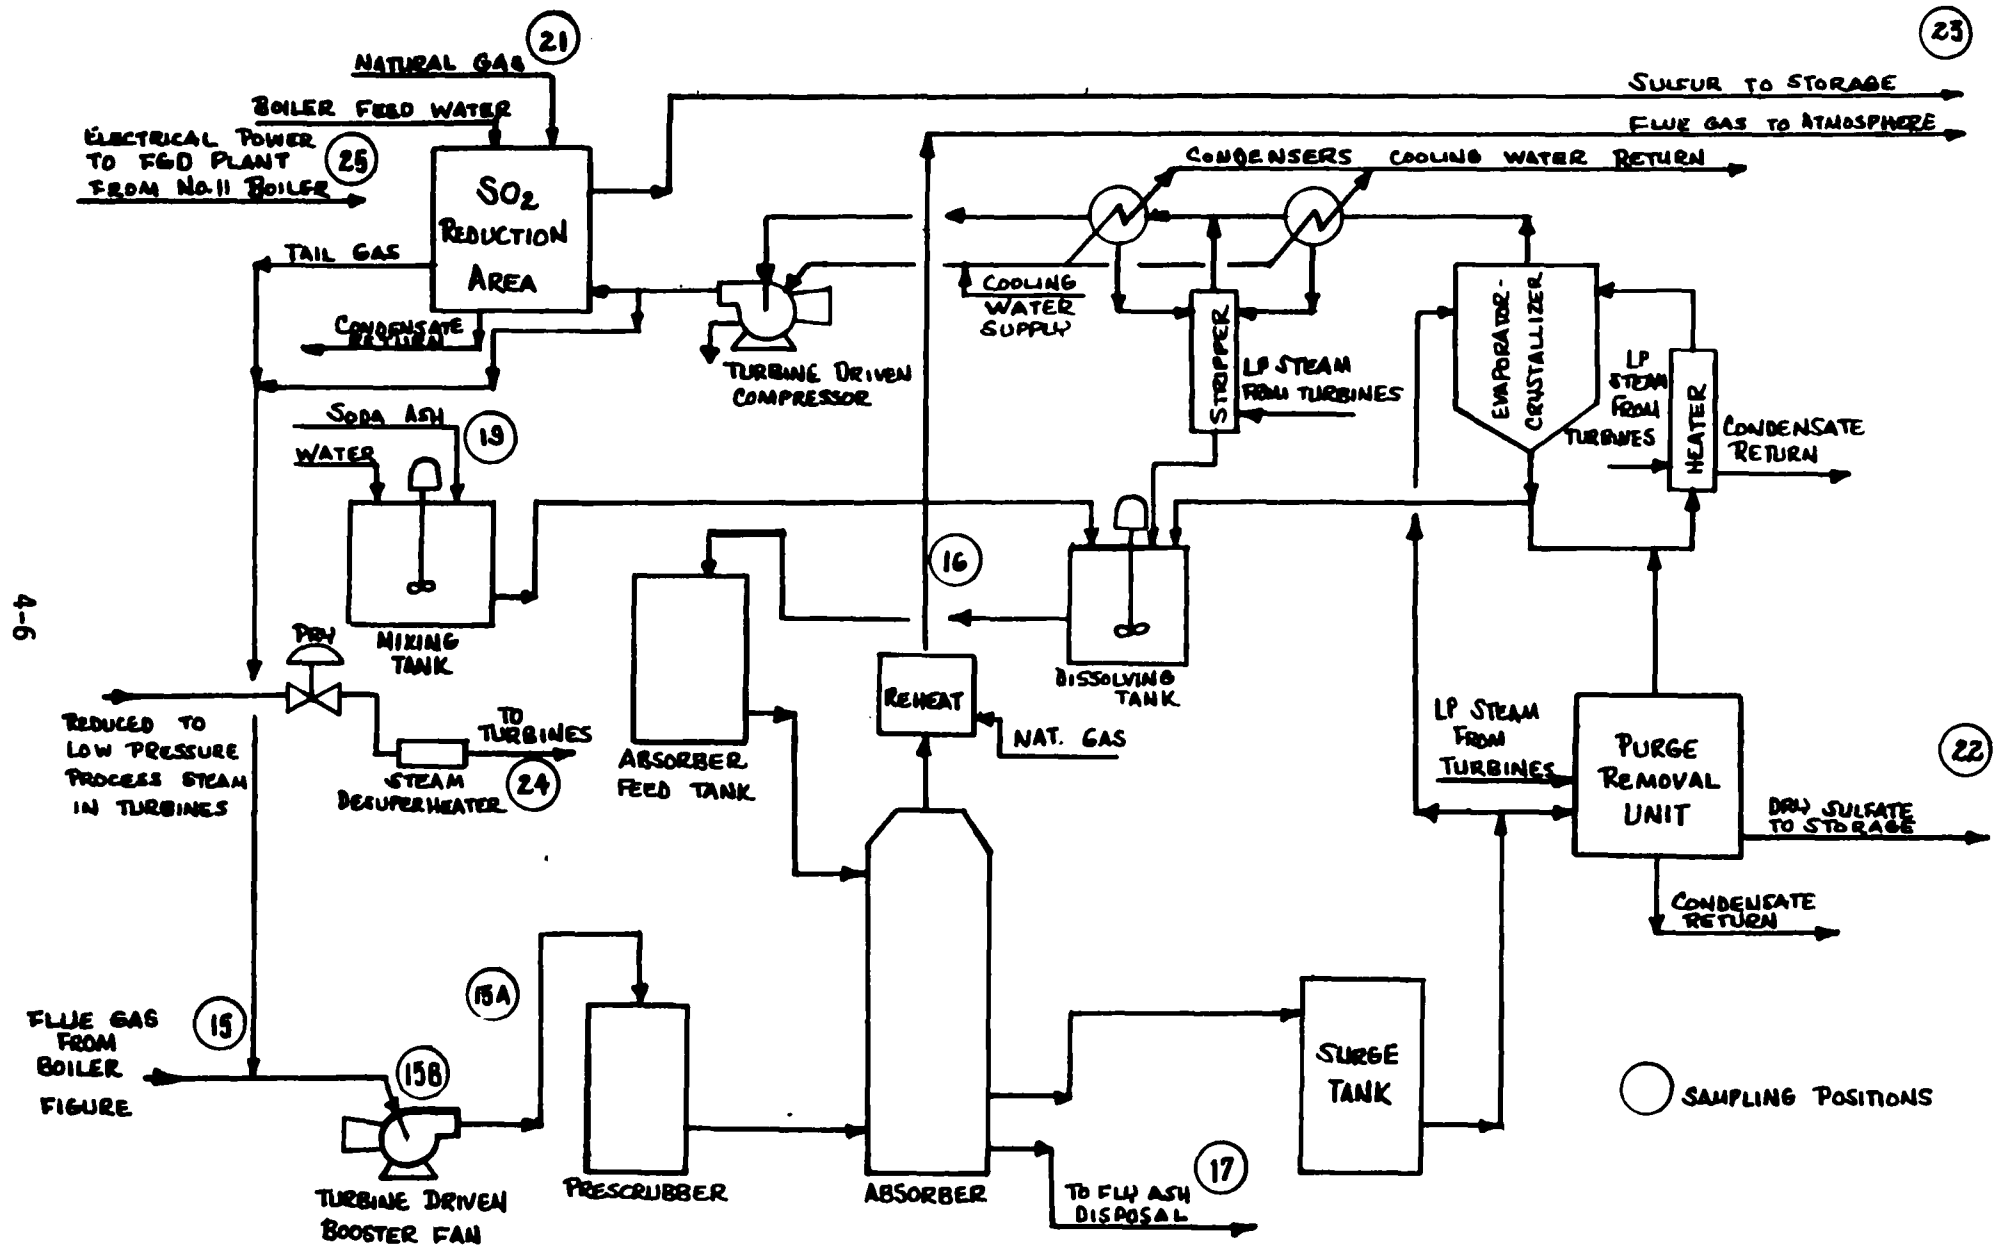 21
23
NATURAL GAS
SULFUR TO STORAGE
BOILER FEED WATER
FLUE GAS TO ATMOSPHERE
ELECTRICAL POWER
TO FGD PLANT
FROM NO.11 BOILER
25
CONDENSERS
COOLING WATER RETURN
SO2
REDUCTION
AREA
TAIL GAS
CONDENSATE
RETURN
COOLING
WATER
SUPPLY
TURBINE DRIVEN
COMPRESSOR
STRIPPER
LP STEAM
FROM TURBINES
EVAPORATOR-
CRYSTALIZER
LP
STEAM
FROM
TURBINES
HEATER
CONDENSATE
RETURN
SODA ASH
19
WATER
MIXING
TANK
16
4-6
PRV
REDUCED TO
LOW PRESSURE
PROCESS STEAM
IN TURBINES
TO
TURBINES
STEAM
DESUPERHEATER
24
ABSORBER
FEED TANK
REHEAT
NAT. GAS
DISSOLVING
TANK
LP STEAM
FROM
TURBINES
PURGE
REMOVAL
UNIT
22
DRY SULFATE
TO STORAGE
CONDENSATE
RETURN
FLUE GAS
FROM
BOILER
FIGURE
15
15A
15B
TURBINE DRIVEN
BOOSTER FAN
PRESCRUBBER
ABSORBER
17
TO FLY ASH
DISPOSAL
SURGE
TANK
SAMPLING POSITIONS